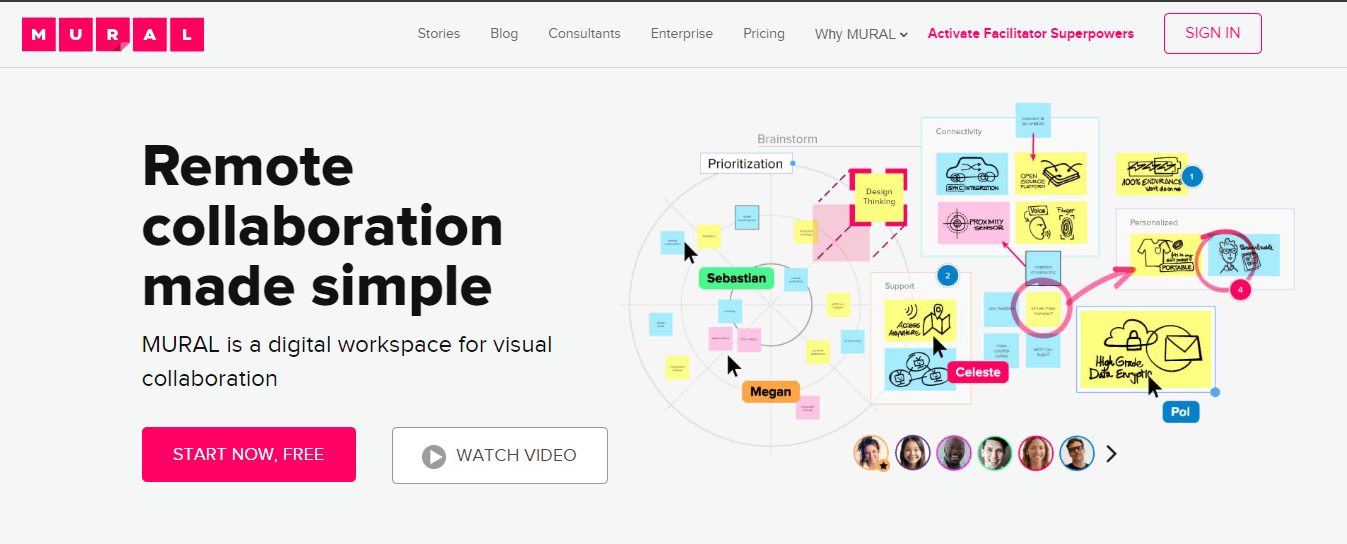 MURAL
Stories Blog Consultants Enterprise Pricing Why MURAL Activate Facilitator Superpowers SIGN IN
Remote
collaboration
made simple
MURAL is a digital workspace for visual
collaboration
START NOW, FREE
WATCH VIDEO
Brainstorm
Prioritization
Design
Thinking
Sebastian
Megan
Connectivity
SYNC INTEGRATION
OPEN
SOURCE
PLATFORM
PROXIMITY
SENSOR
Voice
Finger
100% ENDURANCE
1
Personalized
PORTABLE
4
2
Support
ACCESS
ANYWHERE
Celeste
High Grade
Data Encryptic
Pol